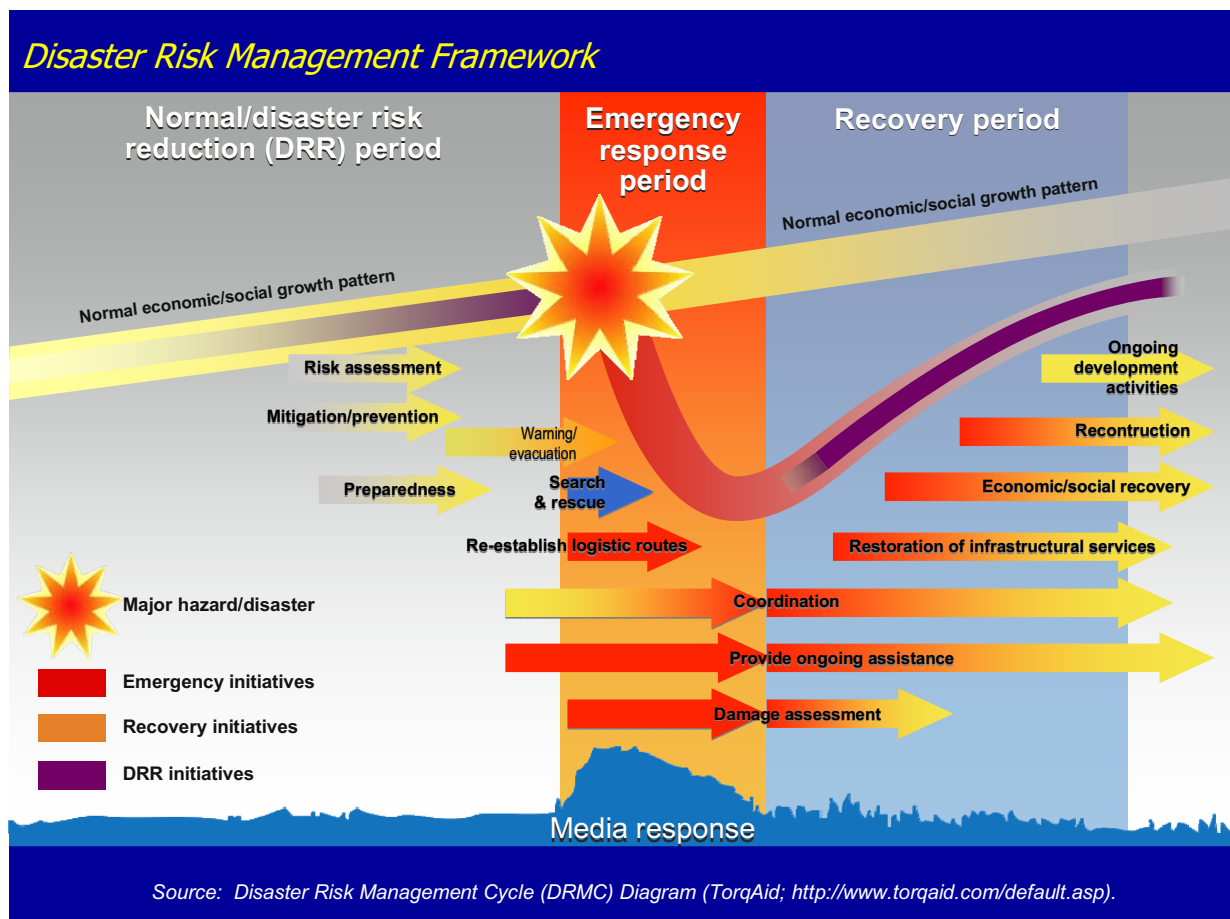 Disaster Risk Management Framework
Normal/disaster risk
reduction (DRR) period
Emergency
response
period
Recovery period
Normal economic/social growth pattern
Normal economic/social growth pattern
Risk assessment
Mitigation/prevention
Warning/
evacuation
Preparedness
Search
& rescue
Re-establish logistic routes
Ongoing
development
activities
Recontruction
Economic/social recovery
Restoration of infrastructural services
Coordination
Provide ongoing assistance
Damage assessment
Major hazard/disaster
Emergency initiatives
Recovery initiatives
DRR initiatives
Media response
Source:  Disaster Risk Management Cycle (DRMC) Diagram (TorqAid; http://www.torqaid.com/default.asp).